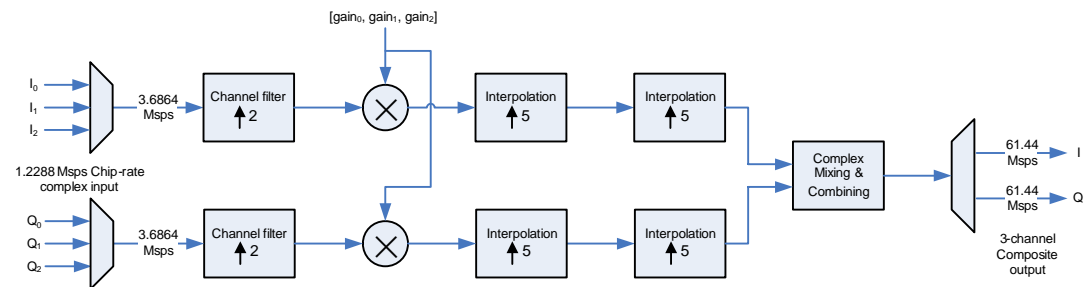 [gain₀, gain₁, gain₂]
I₀
I₁
I₂
3.6864
Msps
Channel filter
2
Interpolation
5
Interpolation
5
1.2288 Msps Chip-rate
complex input
Complex
Mixing &
Combining
61.44
Msps
I
61.44
Msps
Q
Q₀
Q₁
Q₂
3.6864
Msps
Channel filter
2
Interpolation
5
Interpolation
5
3-channel
Composite
output